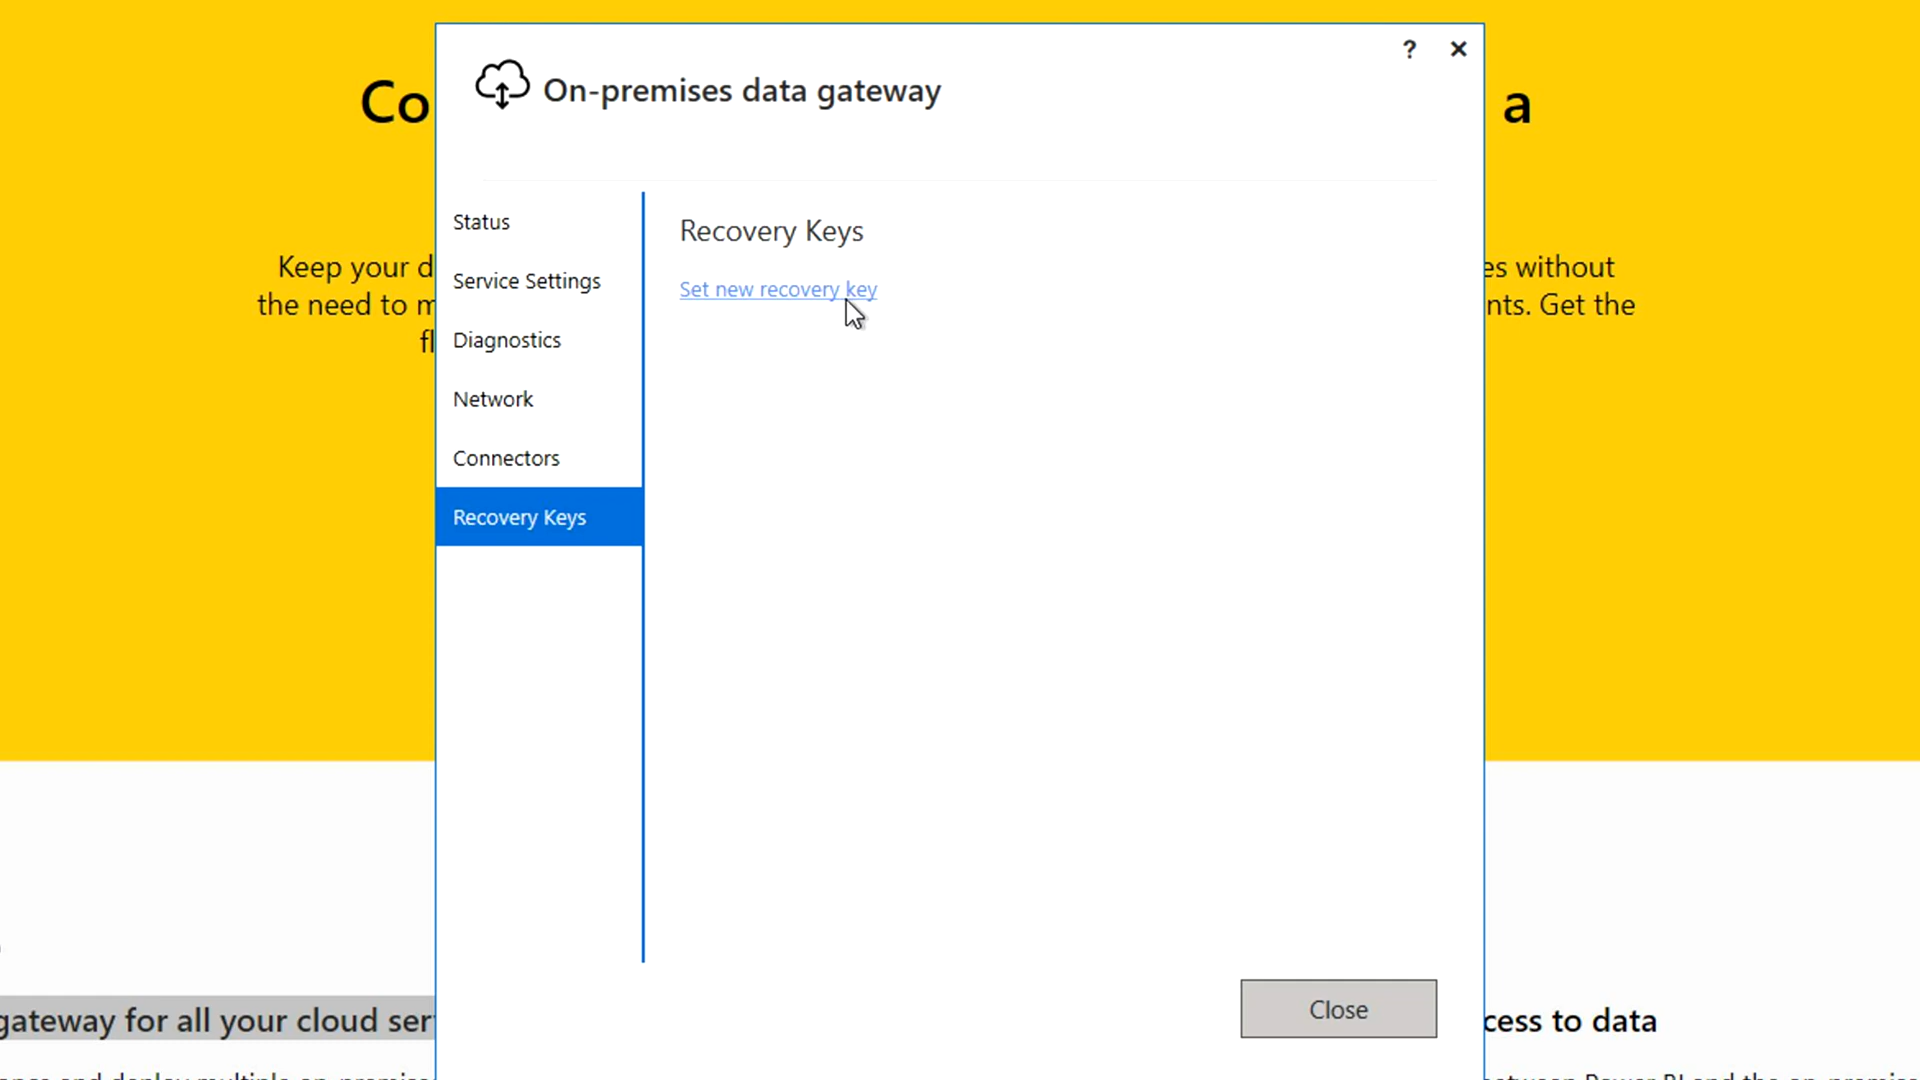 ? ×
On-premises data gateway
Co
a
Status
Service Settings
Diagnostics
Network
Connectors
Recovery Keys
Recovery Keys
Set new recovery key
Keep your d
the need to m
fl
es without
nts. Get the
Close
gateway for all your cloud ser
cess to data